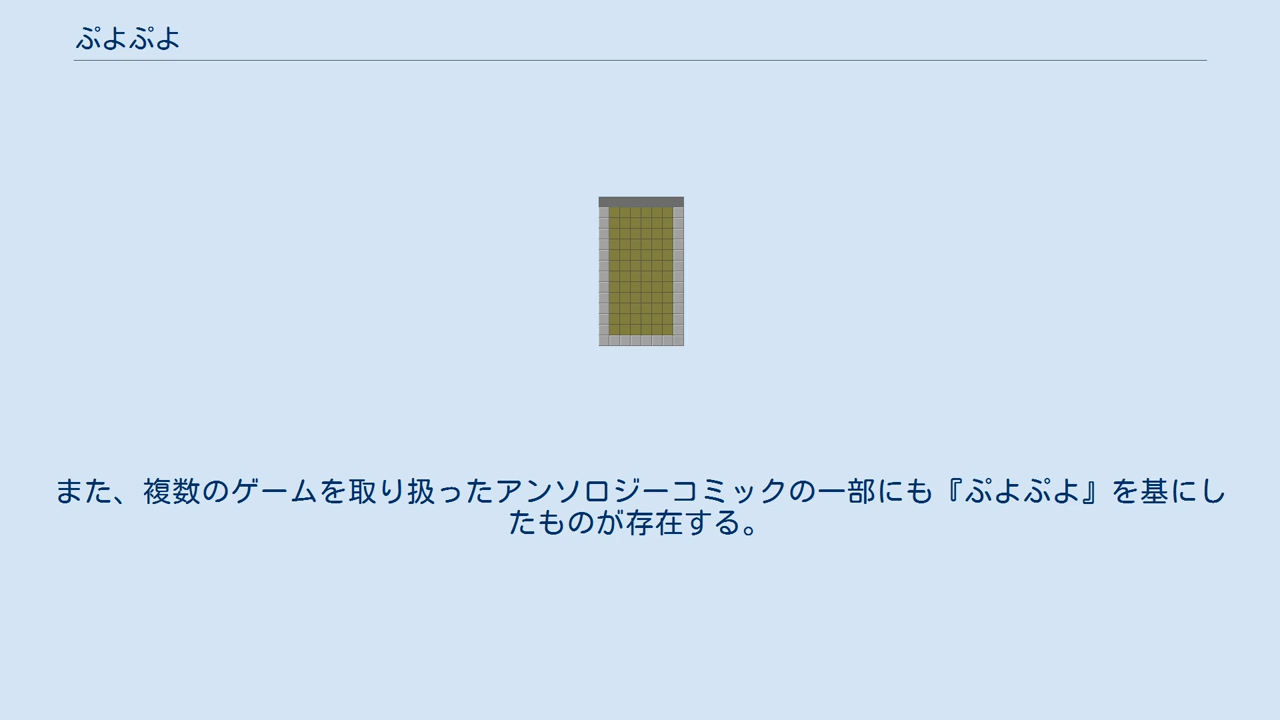 ぷよぷよ
また、複数のゲームを取り扱ったアンソロジーコミックの一部にも『ぷよぷよ』を基にし
たものが存在する。